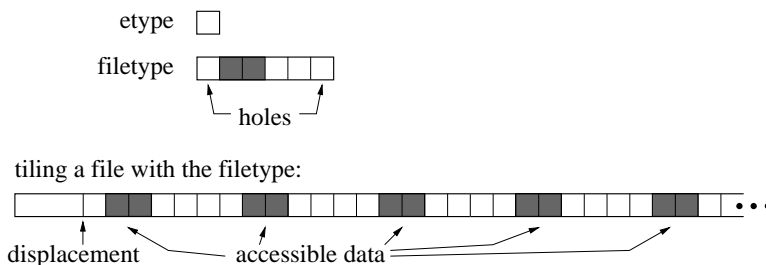 etype
filetype
holes
tiling a file with the filetype:
displacement
accessible data